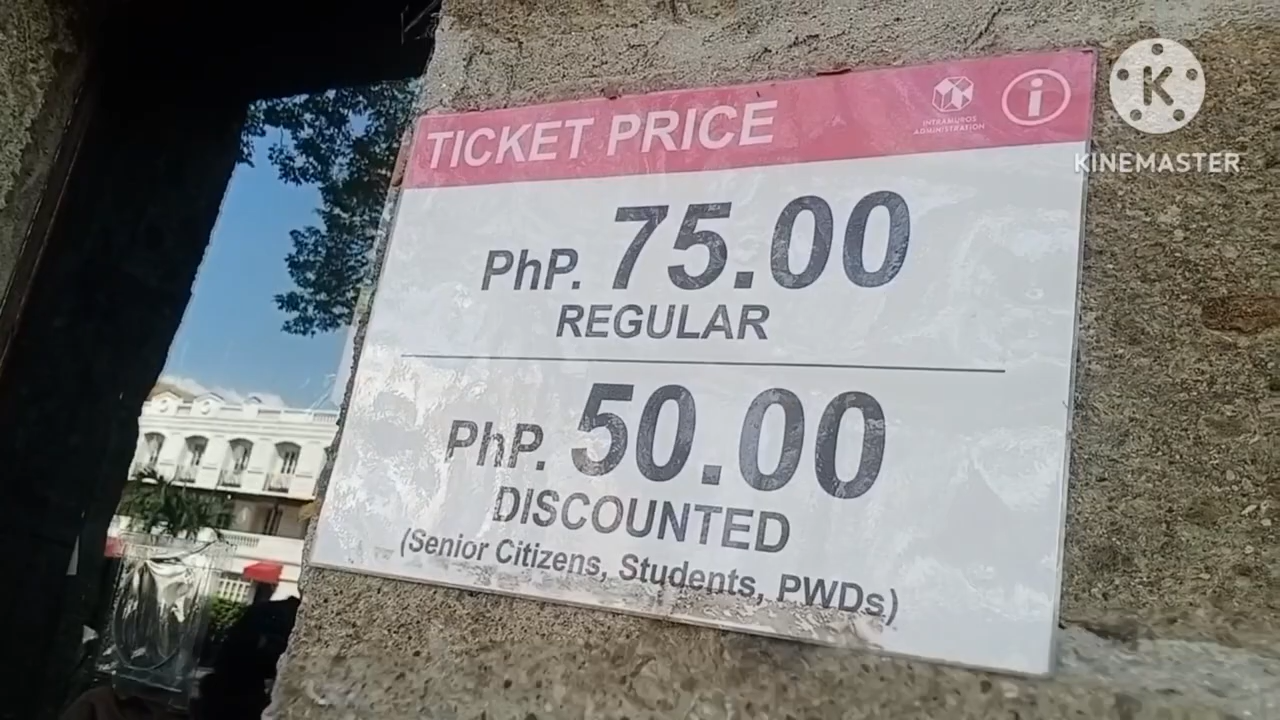 TICKET PRICE
INTRAMUROS
ADMINISTRATION
i
K
KINEMASTER
PhP. 75.00
REGULAR
PhP. 50.00
DISCOUNTED
(Senior Citizens, Students, PWDs)